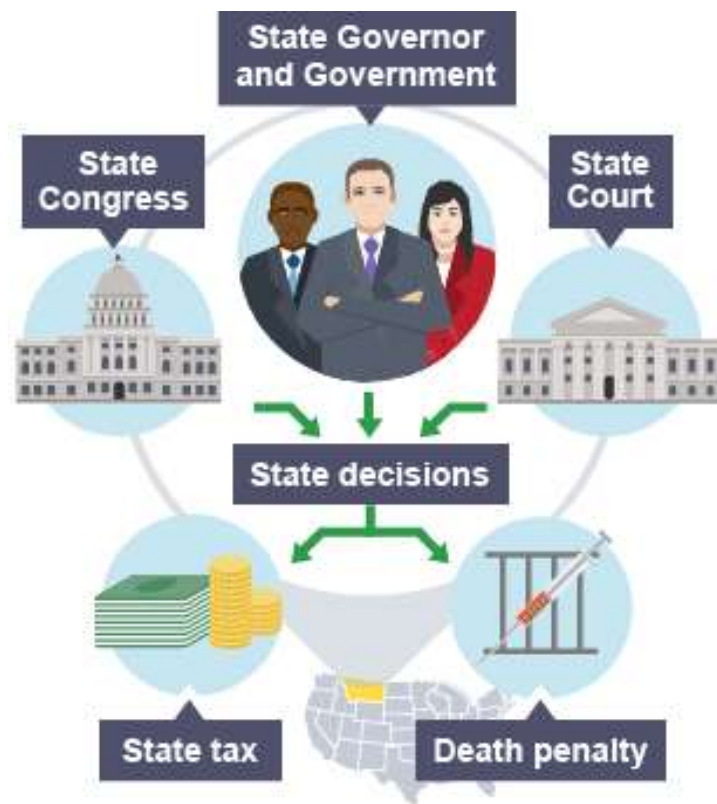 State Governor
and Government
State
Congress
State
Court
State decisions
State tax
Death penalty